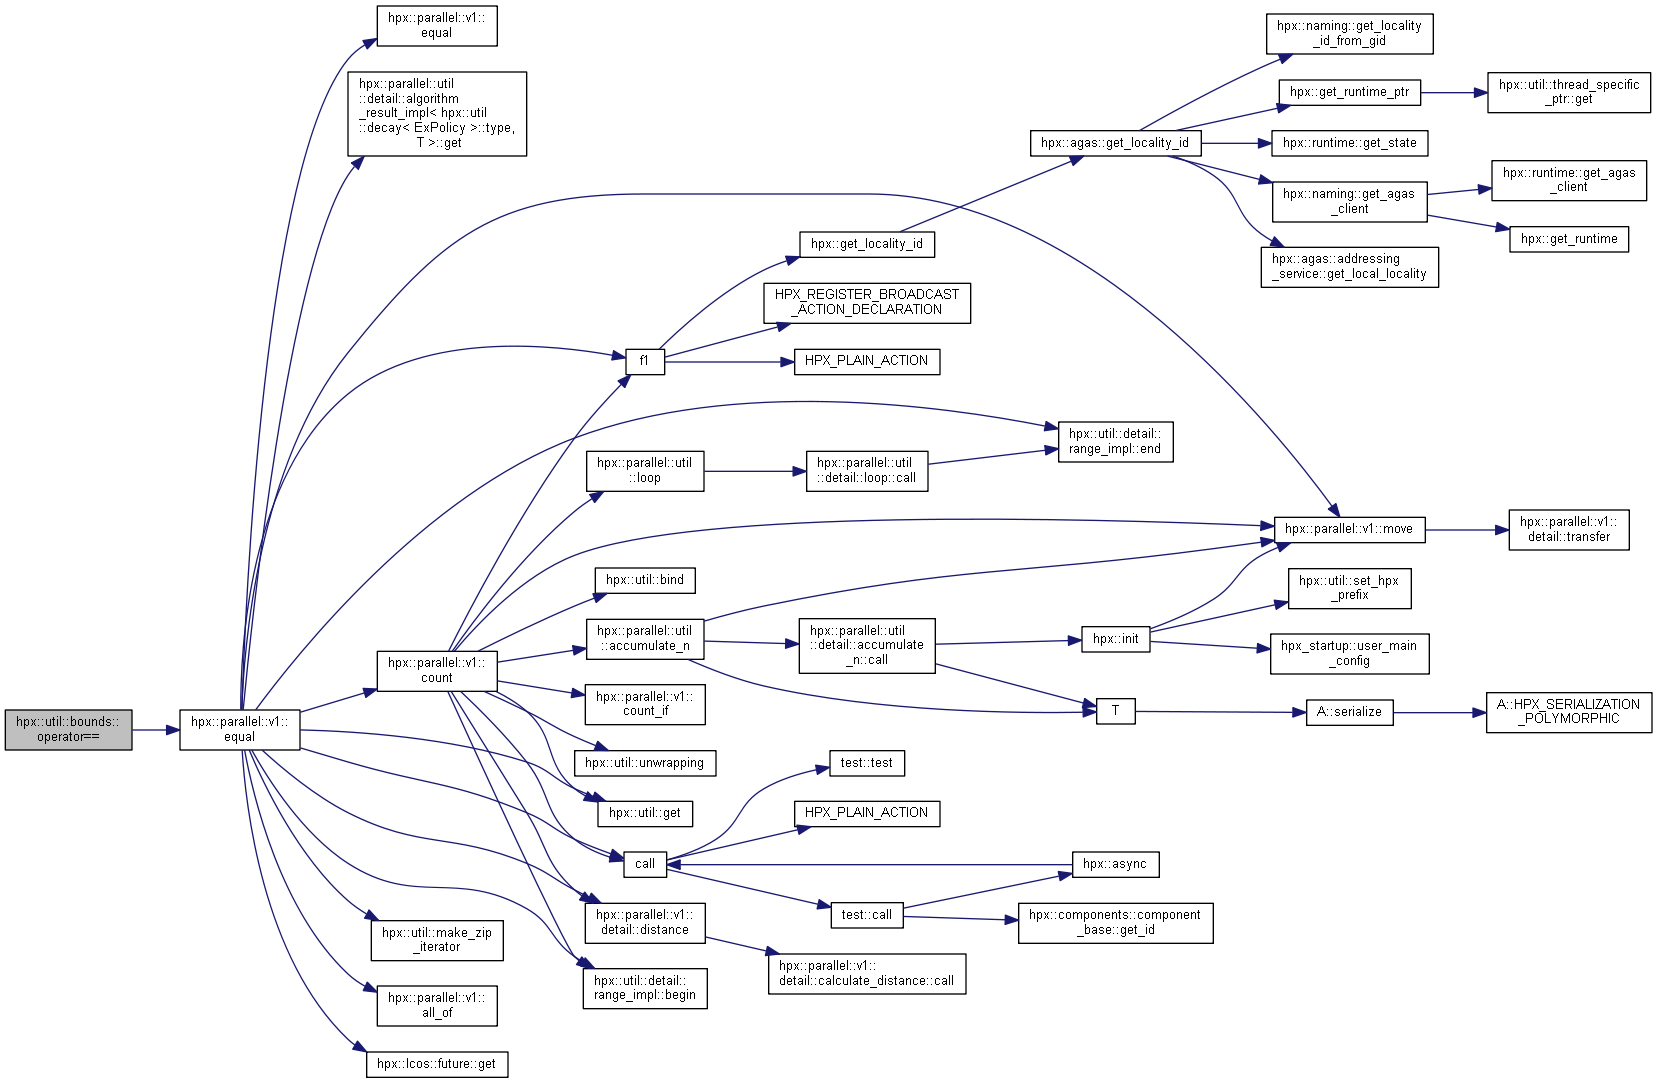 hpx::parallel::v1::
equal
hpx::parallel::util
::detail::algorithm
_result_impl< hpx::util
::decay< ExPolicy >::type,
T >::get
hpx::naming::get_locality
_id_from_gid
hpx::get_runtime_ptr
hpx::util::thread_specific
_ptr::get
hpx::agas::get_locality_id
hpx::runtime::get_state
hpx::naming::get_agas
_client
hpx::runtime::get_agas
_client
hpx::get_runtime
hpx::get_locality_id
hpx::agas::addressing
_service::get_local_locality
HPX_REGISTER_BROADCAST
_ACTION_DECLARATION
f1
HPX_PLAIN_ACTION
hpx::util::detail::
range_impl::end
hpx::parallel::util
::loop
hpx::parallel::util
::detail::loop::call
hpx::parallel::v1::move
hpx::parallel::v1::
detail::transfer
hpx::util::bind
hpx::util::set_hpx
_prefix
hpx::parallel::util
::accumulate_n
hpx::parallel::util
::detail::accumulate
_n::call
hpx::init
hpx_startup::user_main
_config
hpx::parallel::v1::
count
hpx::parallel::v1::
count_if
T
A::serialize
A::HPX_SERIALIZATION
_POLYMORPHIC
hpx::util::bounds::
operator==
hpx::parallel::v1::
equal
hpx::util::unwrapping
test::test
hpx::util::get
HPX_PLAIN_ACTION
call
hpx::async
hpx::parallel::v1::
detail::distance
test::call
hpx::components::component
_base::get_id
hpx::util::make_zip
_iterator
hpx::util::detail::
range_impl::begin
hpx::parallel::v1::
detail::calculate_distance::call
hpx::parallel::v1::
all_of
hpx::lcos::future::get